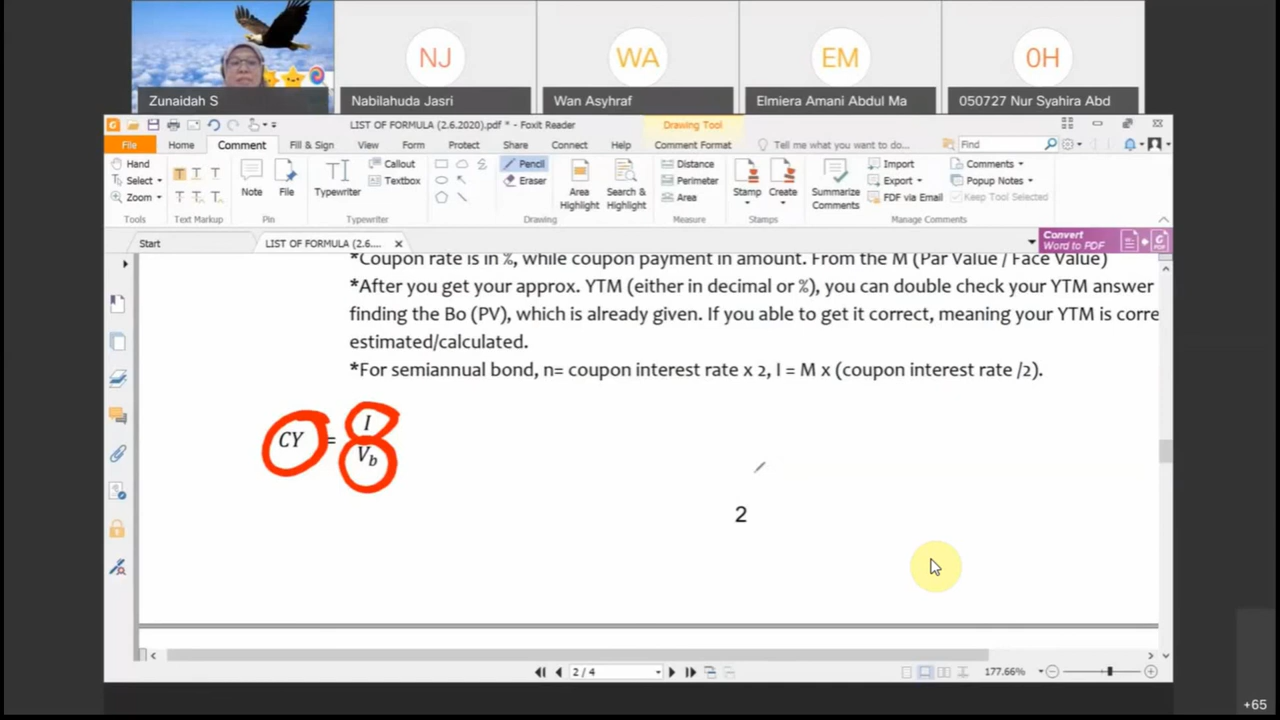 NJ
WA
EM
0H
Zunaidah S
Nabilahuda Jasri
Wan Asyhraf
Elmiera Amani Abdul Ma
050727 Nur Syahira Abd
LIST OF FORMULA (2.6.2020).pdf * - Foxit Reader
Drawing Tool
File
Home
Comment
Fill & Sign
View
Form
Protect
Share
Connect
Help
Comment Format
Tell me what you want to do...
Find
Hand
Select
Zoom
Tools
Text Markup
Note
File
Pin
Typewriter
Callout
Textbox
Typewriter
Pencil
Eraser
Drawing
Area Highlight
Search & Highlight
Distance
Perimeter
Area
Measure
Stamp
Create
Stamps
Summarize Comments
Import
Export
FDF via Email
Comments
Popup Notes
Keep Tool Selected
Manage Comments
Start
LIST OF FORMULA (2.6....
Convert
Word to PDF
*Coupon rate is in %, while coupon payment in amount. From the M (Par Value / Face Value)
*After you get your approx. YTM (either in decimal or %), you can double check your YTM answer
finding the Bo (PV), which is already given. If you able to get it correct, meaning your YTM is corre
estimated/calculated.
*For semiannual bond, n= coupon interest rate x 2, I = M x (coupon interest rate /2).
CY = I
V_b
2
2 / 4
177.66%
+65